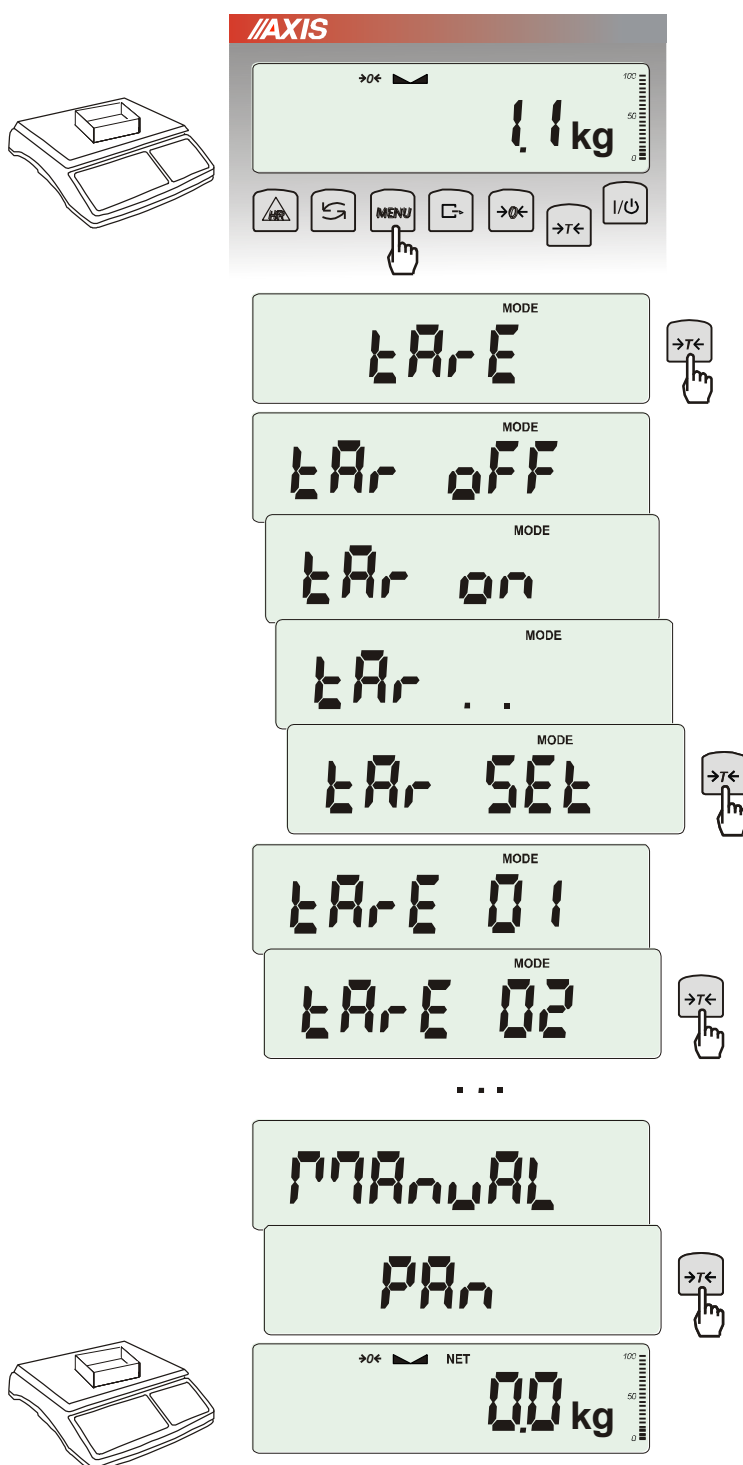 //AXIS
→0← 100
50
1.1 kg
0
HR MENU →0← →T← I/⏻
MODE
tArE
→T←
MODE
tAr oFF
MODE
tAr on
MODE
tAr . .
MODE
tAr SEt
→T←
MODE
tArE 01
MODE
tArE 02
→T←
. . .
MAnuAL
PAn
→T←
→0← NET 100
50
0.0 kg
0